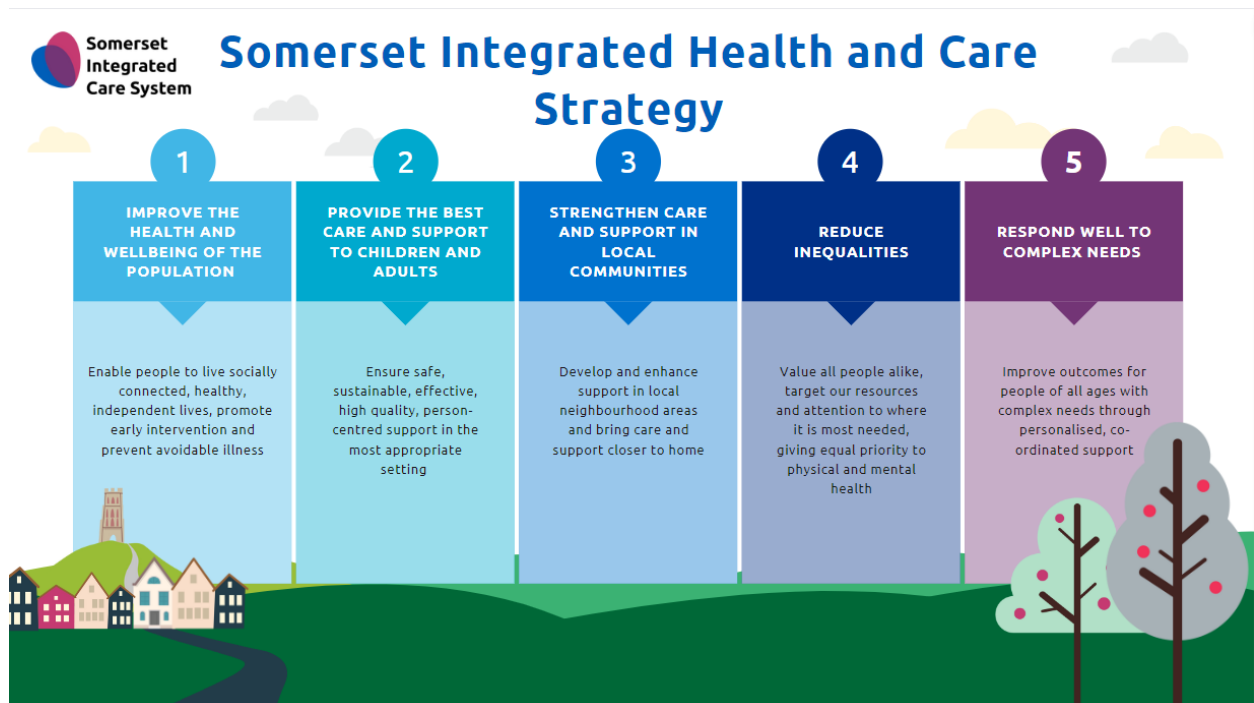 Somerset
Integrated
Care System
Somerset Integrated Health and Care
Strategy
1
IMPROVE THE
HEALTH AND
WELLBEING OF THE
POPULATION
Enable people to live socially
connected, healthy,
independent lives, promote
early intervention and
prevent avoidable illness
2
PROVIDE THE BEST
CARE AND SUPPORT
TO CHILDREN AND
ADULTS
Ensure safe,
sustainable, effective,
high quality, person-
centred support in the
most appropriate
setting
3
STRENGTHEN CARE
AND SUPPORT IN
LOCAL
COMMUNITIES
Develop and enhance
support in local
neighbourhood areas
and bring care and
support closer to home
4
REDUCE
INEQUALITIES
Value all people alike,
target our resources
and attention to where
it is most needed,
giving equal priority to
physical and mental
health
5
RESPOND WELL TO
COMPLEX NEEDS
Improve outcomes for
people of all ages with
complex needs through
personalised, co-
ordinated support